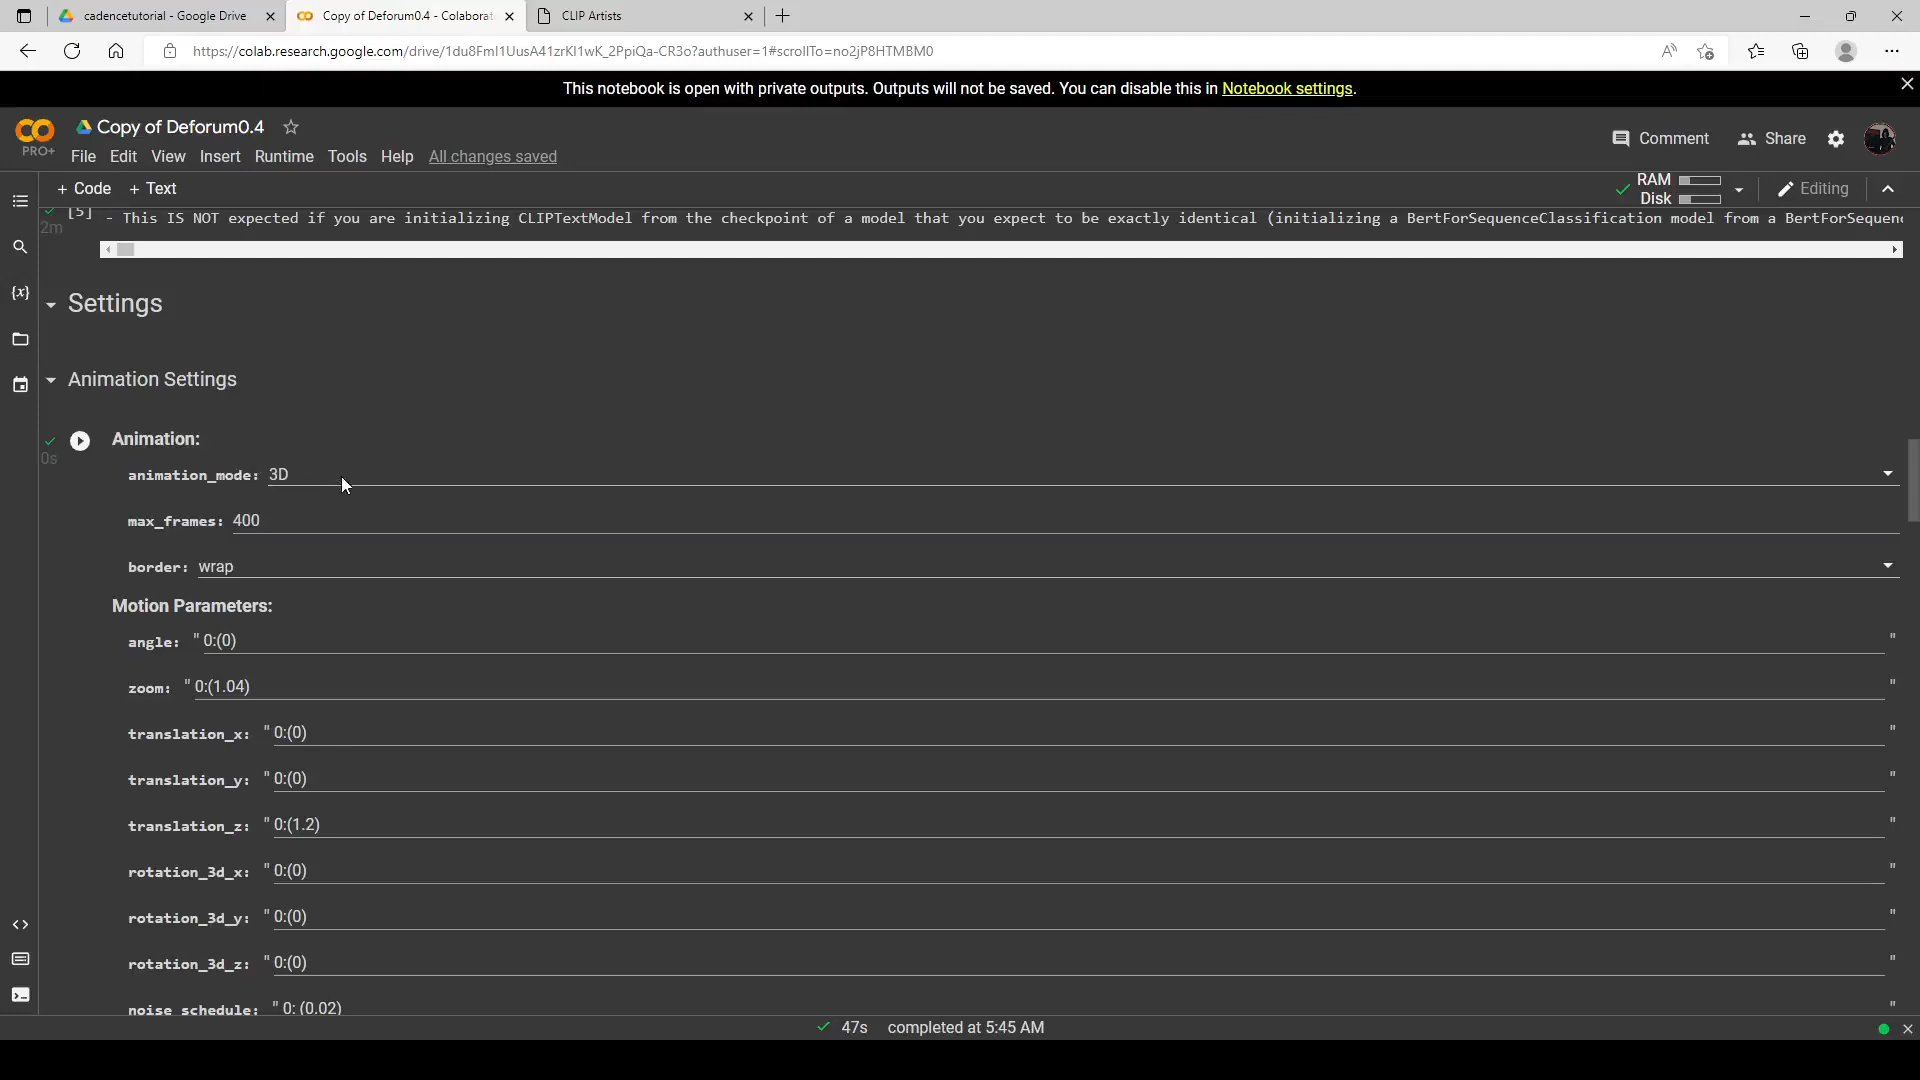 cadencetutorial - Google Drive
Copy of Deforum0.4 - Colaborat
CLIP Artists
https://colab.research.google.com/drive/1du8FmI1UusA41zrKI1wK_2PpiQa-CR3o?authuser=1#scrollTo=no2jP8HTMBM0
This notebook is open with private outputs. Outputs will not be saved. You can disable this in Notebook settings.
PRO+
Copy of Deforum0.4
File Edit View Insert Runtime Tools Help All changes saved
Comment
Share
+ Code + Text
RAM
Disk
Editing
[5]
2m
- This IS NOT expected if you are initializing CLIPTextModel from the checkpoint of a model that you expect to be exactly identical (initializing a BertForSequenceClassification model from a BertForSequen
Settings
Animation Settings
0s
Animation:
animation_mode: 3D
max_frames: 400
border: wrap
Motion Parameters:
angle: " 0:(0) "
zoom: " 0:(1.04) "
translation_x: " 0:(0) "
translation_y: " 0:(0) "
translation_z: " 0:(1.2) "
rotation_3d_x: " 0:(0) "
rotation_3d_y: " 0:(0) "
rotation_3d_z: " 0:(0) "
noise_schedule: " 0: (0.02) "
47s completed at 5:45 AM